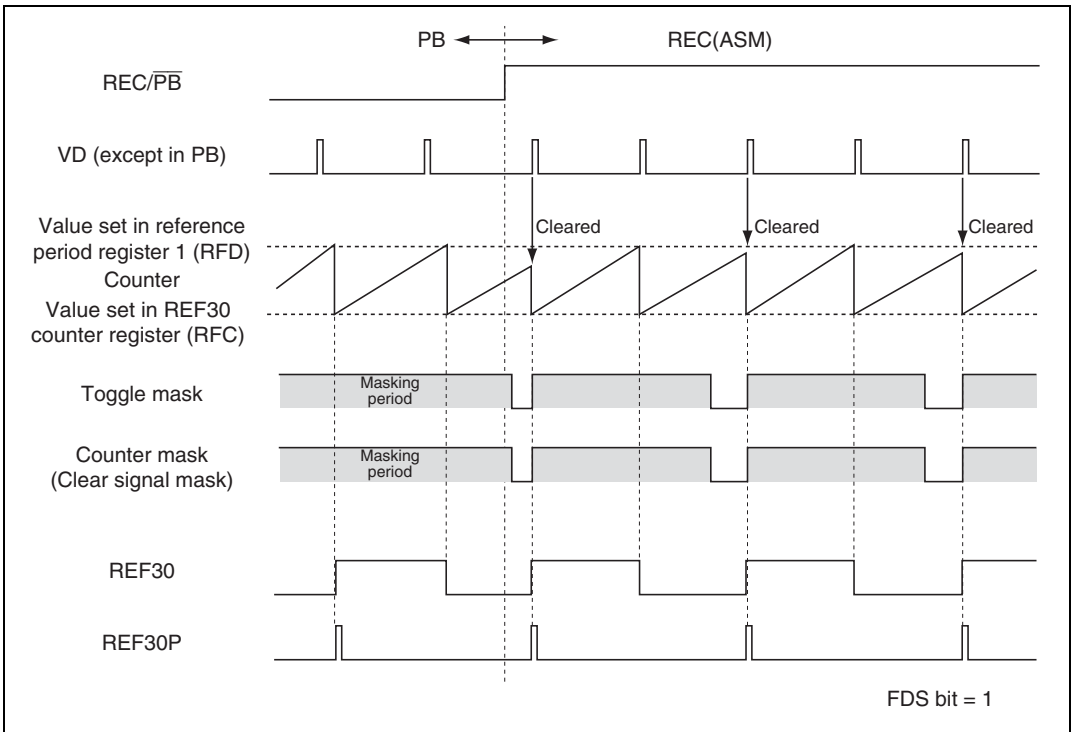 PB
REC(ASM)
REC/PB
VD (except in PB)
Cleared
Cleared
Cleared
Value set in reference
period register 1 (RFD)
Counter
Value set in REF30
counter register (RFC)
Toggle mask
Masking
period
Counter mask
(Clear signal mask)
Masking
period
REF30
REF30P
FDS bit = 1